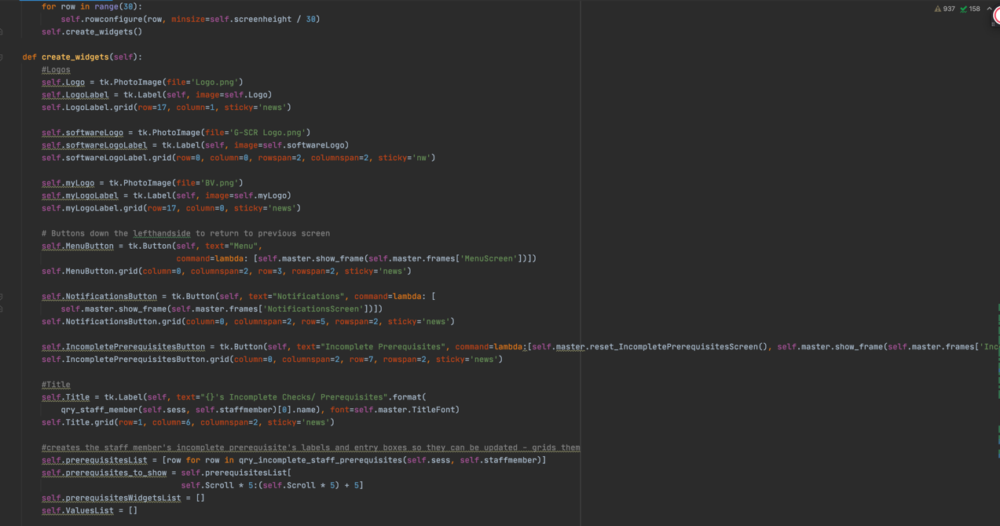 for row in range(30):
937 158
self.rowconfigure(row, minsize=self.screenheight / 30)
self.create_widgets()
def create_widgets(self):
#Logos
self.Logo = tk.PhotoImage(file='Logo.png')
self.LogoLabel = tk.Label(self, image=self.Logo)
self.LogoLabel.grid(row=17, column=1, sticky='news')
self.softwareLogo = tk.PhotoImage(file='G-SCR Logo.png')
self.softwareLogoLabel = tk.Label(self, image=self.softwareLogo)
self.softwareLogoLabel.grid(row=0, column=0, rowspan=2, columnspan=2, sticky='nw')
self.myLogo = tk.PhotoImage(file='BV.png')
self.myLogoLabel = tk.Label(self, image=self.myLogo)
self.myLogoLabel.grid(row=17, column=0, sticky='news')
# Buttons down the lefthandside to return to previous screen
self.MenuButton = tk.Button(self, text="Menu",
command=lambda: [self.master.show_frame(self.master.frames['MenuScreen'])])
self.MenuButton.grid(column=0, columnspan=2, row=3, rowspan=2, sticky='news')
self.NotificationsButton = tk.Button(self, text="Notifications", command=lambda: [
self.master.show_frame(self.master.frames['NotificationsScreen'])])
self.NotificationsButton.grid(column=0, columnspan=2, row=5, rowspan=2, sticky='news')
self.IncompletePrerequisitesButton = tk.Button(self, text="Incomplete Prerequisites", command=lambda:[self.master.reset_IncompletePrerequisitesScreen(), self.master.show_frame(self.master.frames['Inc
self.IncompletePrerequisitesButton.grid(column=0, columnspan=2, row=7, rowspan=2, sticky='news')
#Title
self.Title = tk.Label(self, text="{}'s Incomplete Checks/ Prerequisites".format(
qry_staff_member(self.sess, self.staffmember)[0].name), font=self.master.TitleFont)
self.Title.grid(row=1, column=6, columnspan=2, sticky='news')
#creates the staff member's incomplete prerequisite's labels and entry boxes so they can be updated - grids them
self.prerequisitesList = [row for row in qry_incomplete_staff_prerequisites(self.sess, self.staffmember)]
self.prerequisites_to_show = self.prerequisitesList[
self.Scroll * 5:(self.Scroll * 5) + 5]
self.prerequisitesWidgetsList = []
self.ValuesList = []